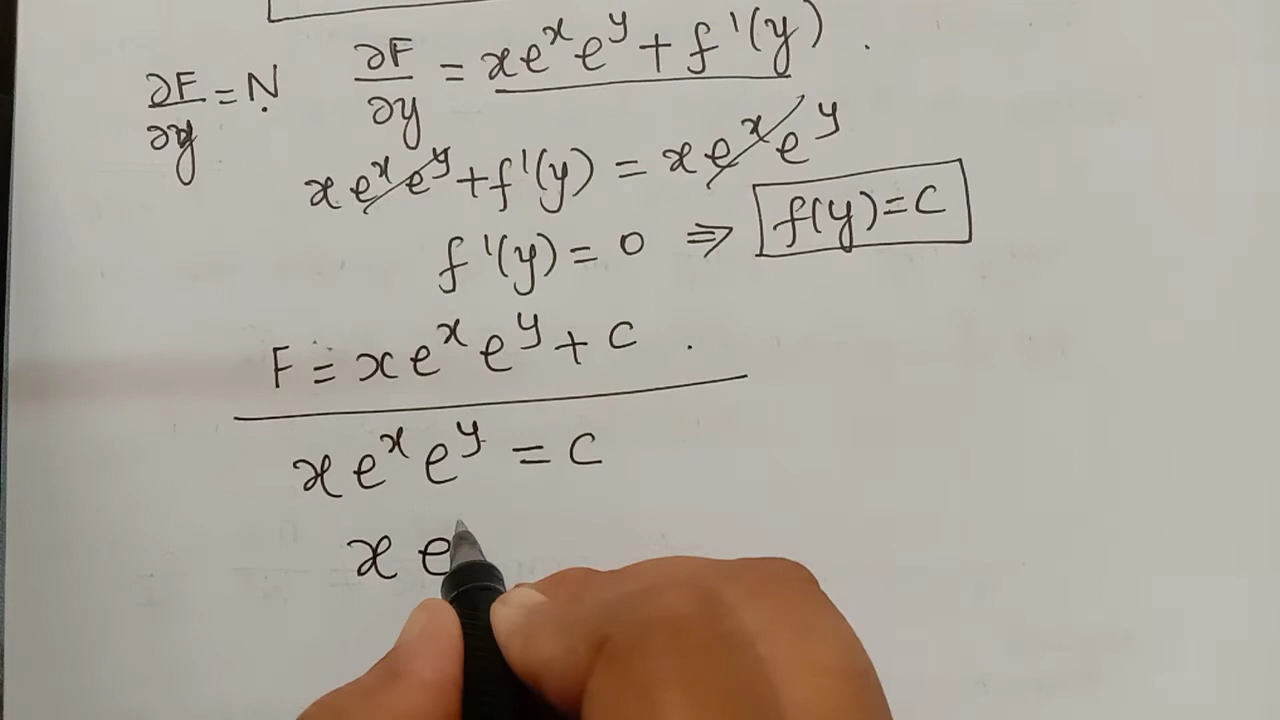 ∂F/∂y = N
∂F/∂y = xe^x e^y + f'(y).
xe^x e^y + f'(y) = xe^x e^y
f'(y) = 0 ⇒ f(y)=C
F = xe^x e^y + C .
xe^x e^y = C
xe